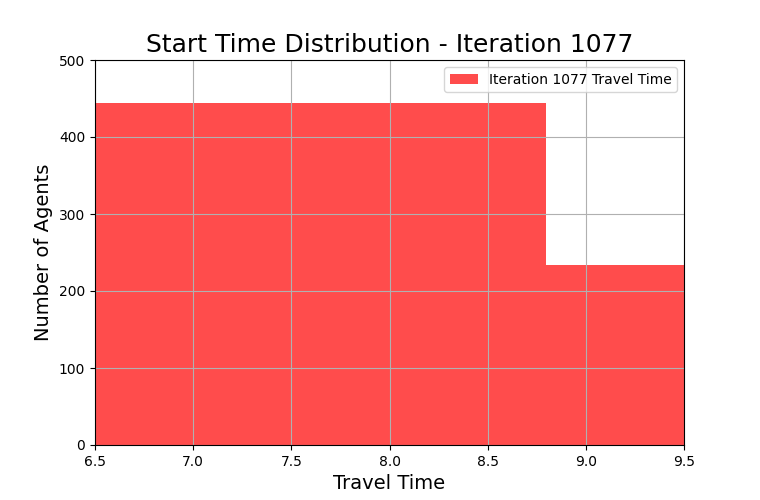 Start Time Distribution - Iteration 1077
Iteration 1077 Travel Time
Number of Agents
500
400
300
200
100
0
6.5 7.0 7.5 8.0 8.5 9.0 9.5
Travel Time